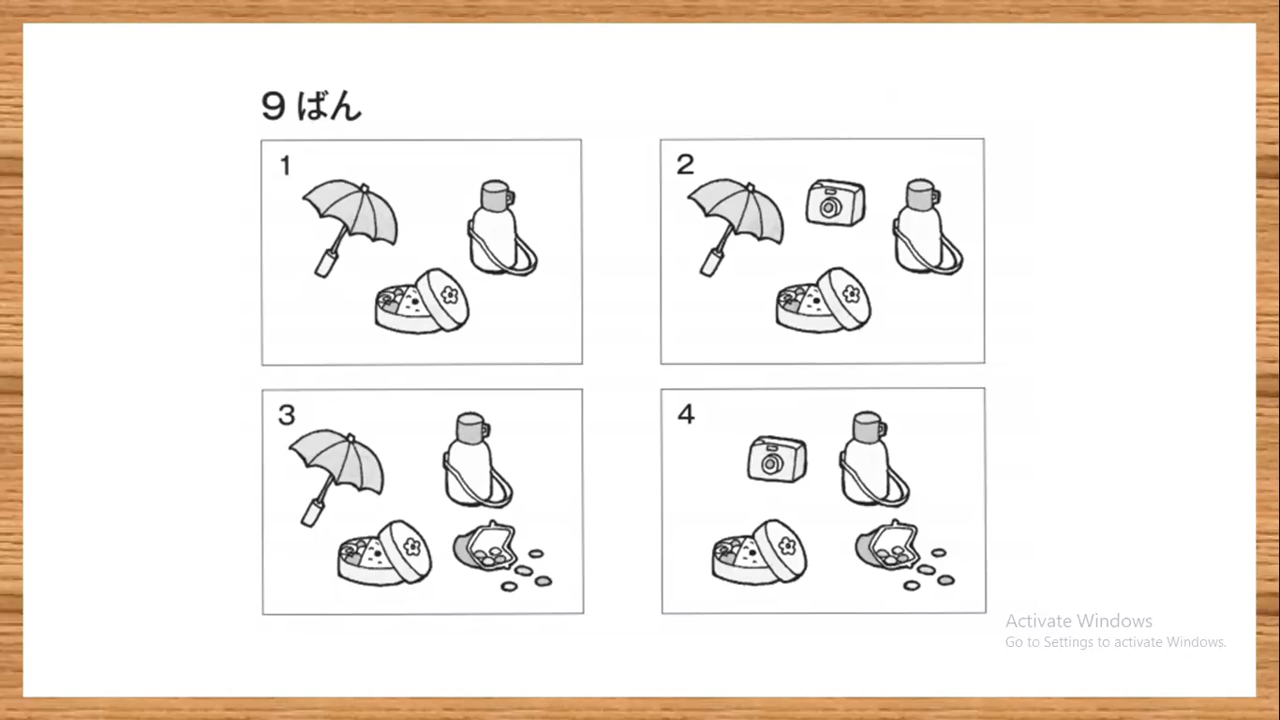 9 ばん
1
2
3
4
Activate Windows
Go to Settings to activate Windows.